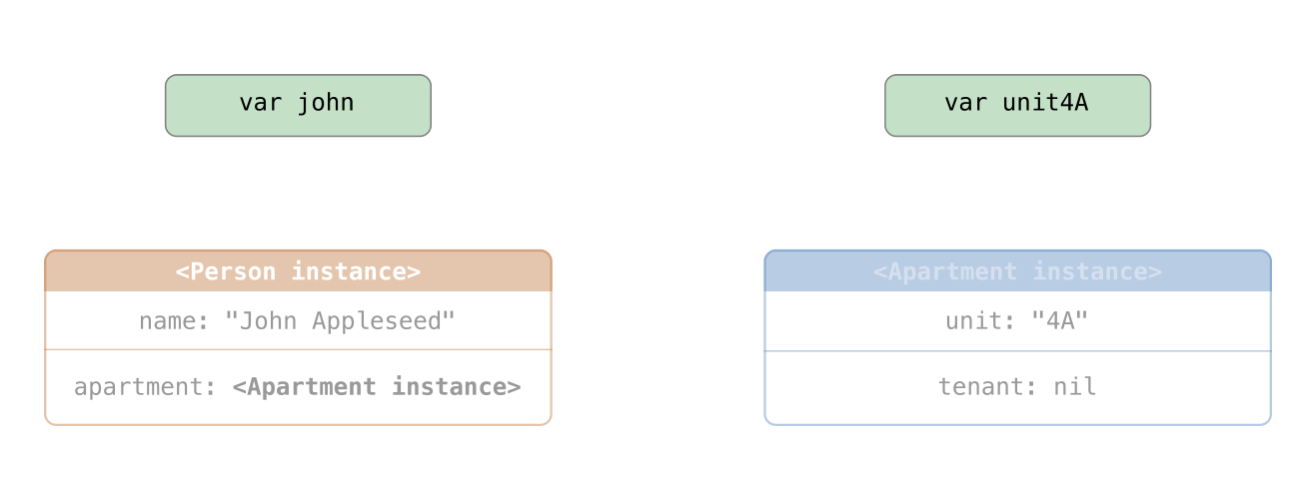 var john
var unit4A
<Person instance>
<Apartment instance>
name: "John Appleseed"
unit: "4A"
apartment: <Apartment instance>
tenant: nil